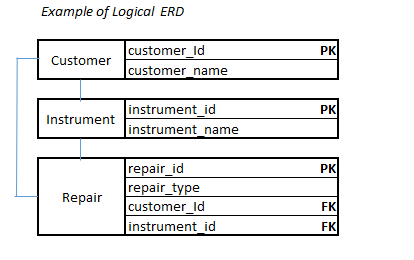 Example of Logical ERD
Customer customer_Id PK
customer_name
Instrument instrument_id PK
instrument_name
Repair repair_id PK
repair_type
customer_Id FK
instrument_id FK